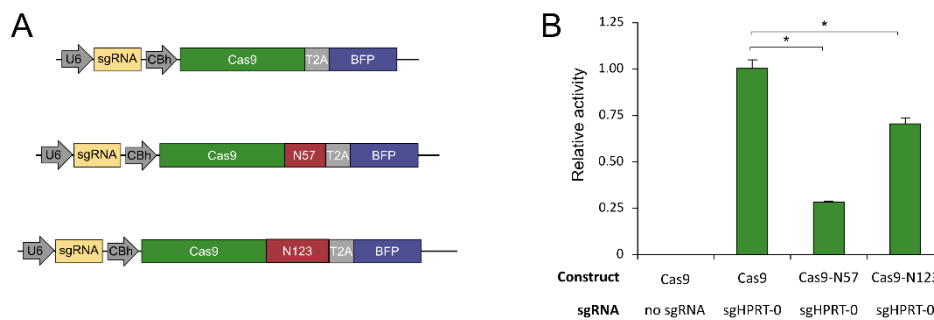 A
U6 sgRNA CBh Cas9 T2A BFP
U6 sgRNA CBh Cas9 N57 T2A BFP
U6 sgRNA CBh Cas9 N123 T2A BFP
B
Relative activity
1.25
1.00
0.75
0.50
0.25
0
*
*
Construct Cas9 Cas9 Cas9-N57 Cas9-N123
sgRNA no sgRNA sgHPRT-0 sgHPRT-0 sgHPRT-0